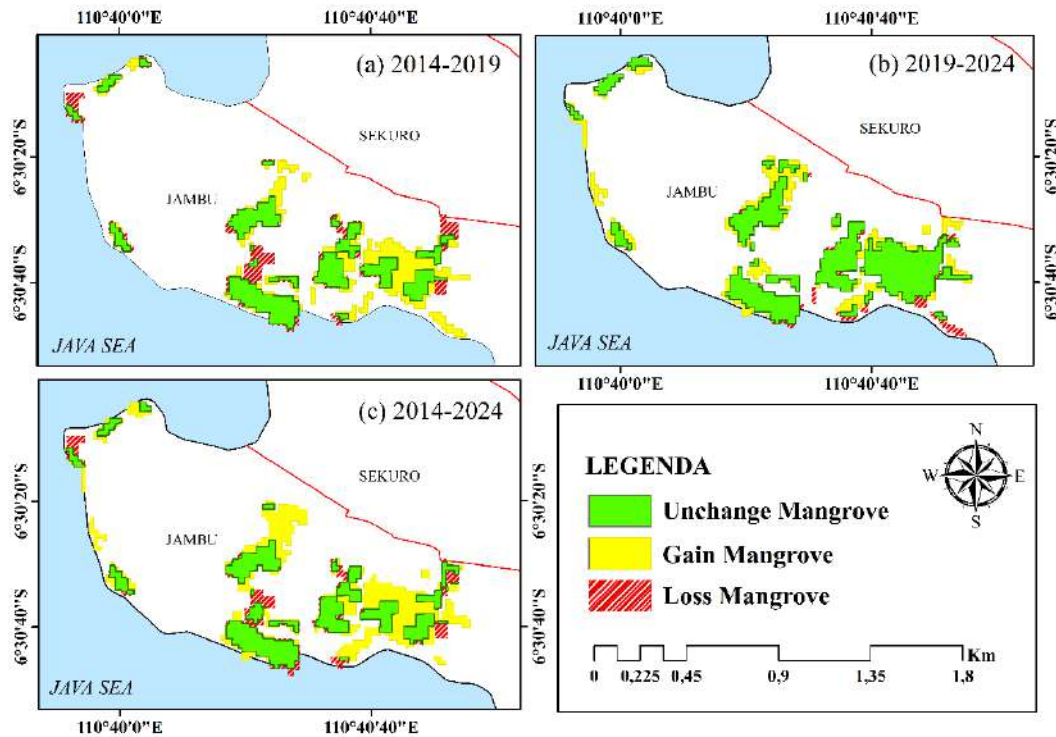 110°40'0"E
110°40'40"E
110°40'0"E
110°40'40"E
(a) 2014-2019
(b) 2019-2024
SEKURO
SEKURO
6°30'20"S
6°30'20"S
JAMBU
JAMBU
6°30'40"S
6°30'40"S
JAVA SEA
JAVA SEA
110°40'0"E
110°40'40"E
(c) 2014-2024
SEKURO
6°30'20"S
JAMBU
6°30'40"S
JAVA SEA
110°40'0"E
110°40'40"E
LEGENDA
N
W
E
S
Unchange Mangrove
Gain Mangrove
Loss Mangrove
Km
0 0,225 0,45 0,9 1,35 1,8